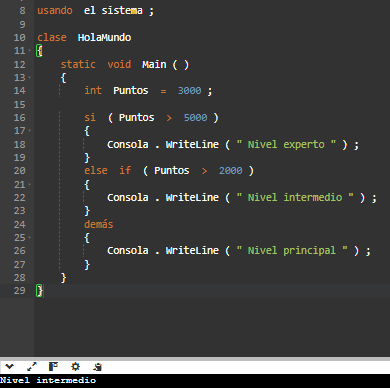 8 usando el sistema ;
9
10 clase HolaMundo
11 {
12 static void Main ( )
13 {
14 int Puntos = 3000 ;
15
16 si ( Puntos > 5000 )
17 {
18 Consola . WriteLine ( " Nivel experto " ) ;
19 }
20 else if ( Puntos > 2000 )
21 {
22 Consola . WriteLine ( " Nivel intermedio " ) ;
23 }
24 demás
25 {
26 Consola . WriteLine ( " Nivel principal " ) ;
27 }
28 }
29 }
Nivel intermedio